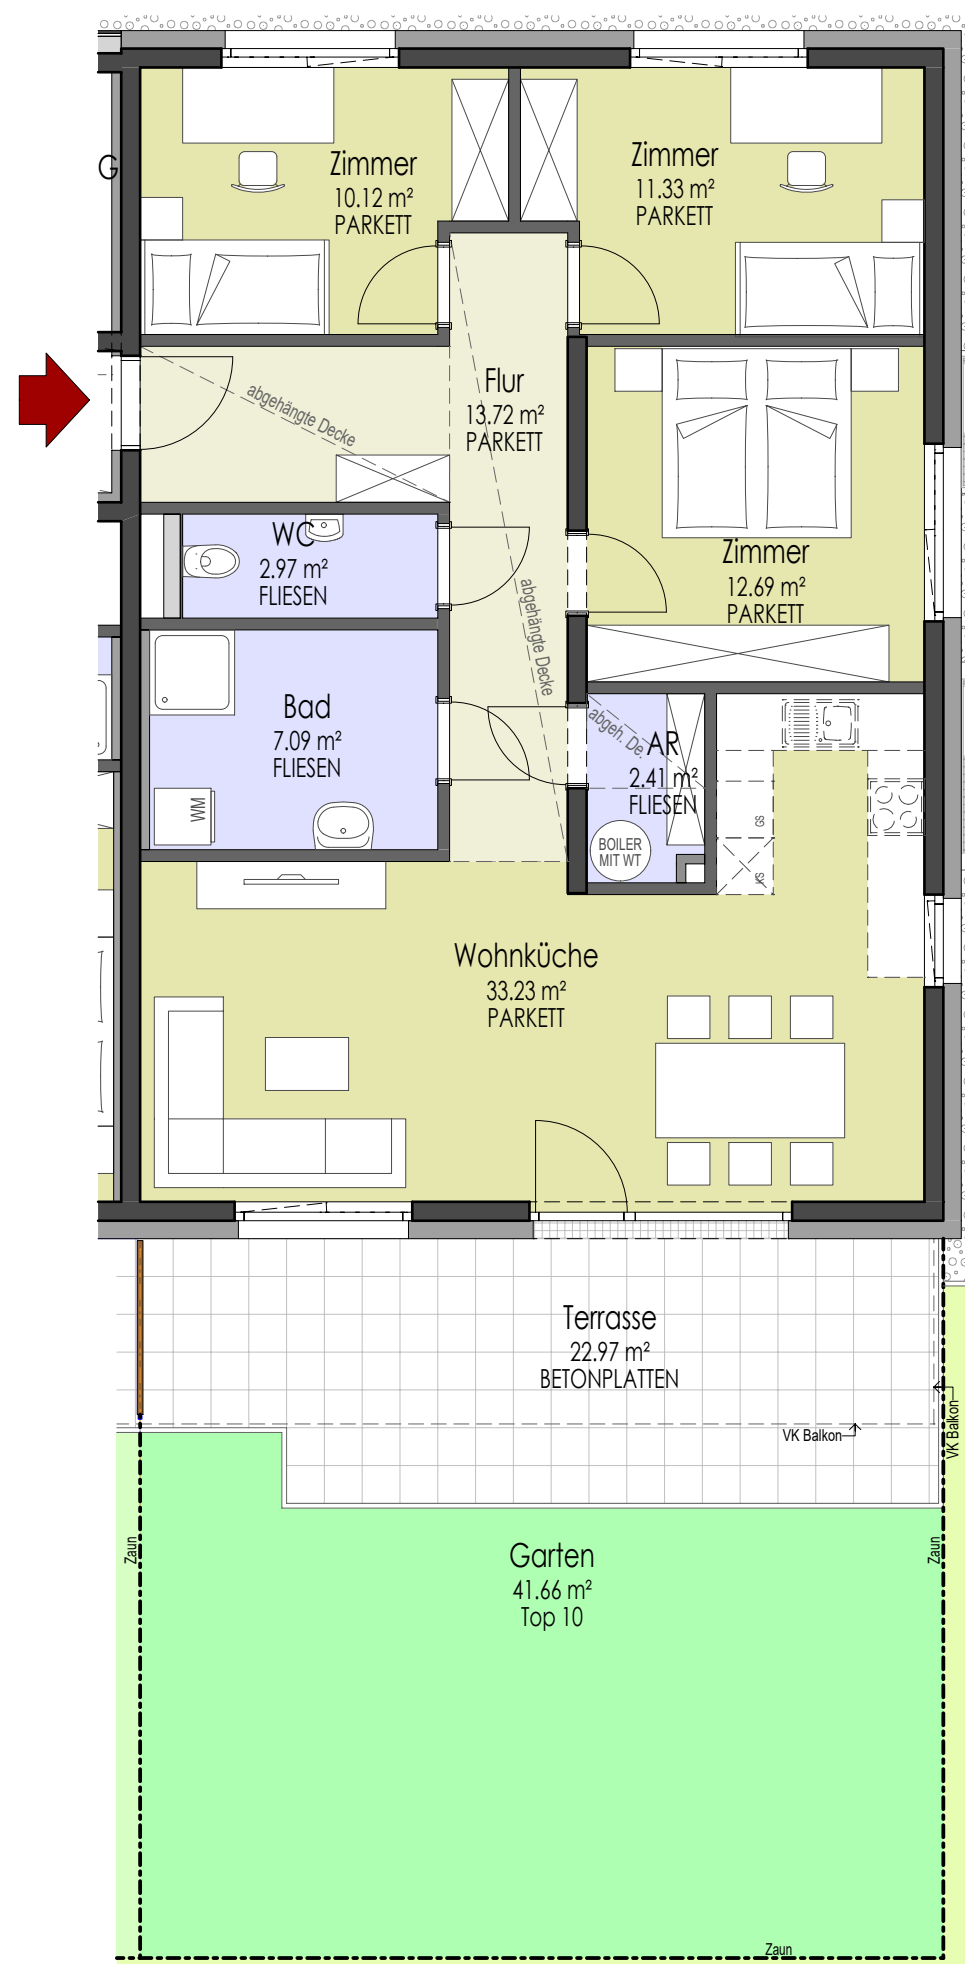 G
Zimmer
10.12 m²
PARKETT
Zimmer
11.33 m²
PARKETT
Flur
13.72 m²
PARKETT
abgehängte Decke
WC
2.97 m²
FLIESEN
Zimmer
12.69 m²
PARKETT
abgehängte Decke
Bad
7.09 m²
FLIESEN
WM
abgeh. De.
AR
2.41 m²
FLIESEN
BOILER
MIT WT
GS
KS
Wohnküche
33.23 m²
PARKETT
Terrasse
22.97 m²
BETONPLATTEN
VK Balkon
VK Balkon
Zaun
Zaun
Garten
41.66 m²
Top 10
Zaun